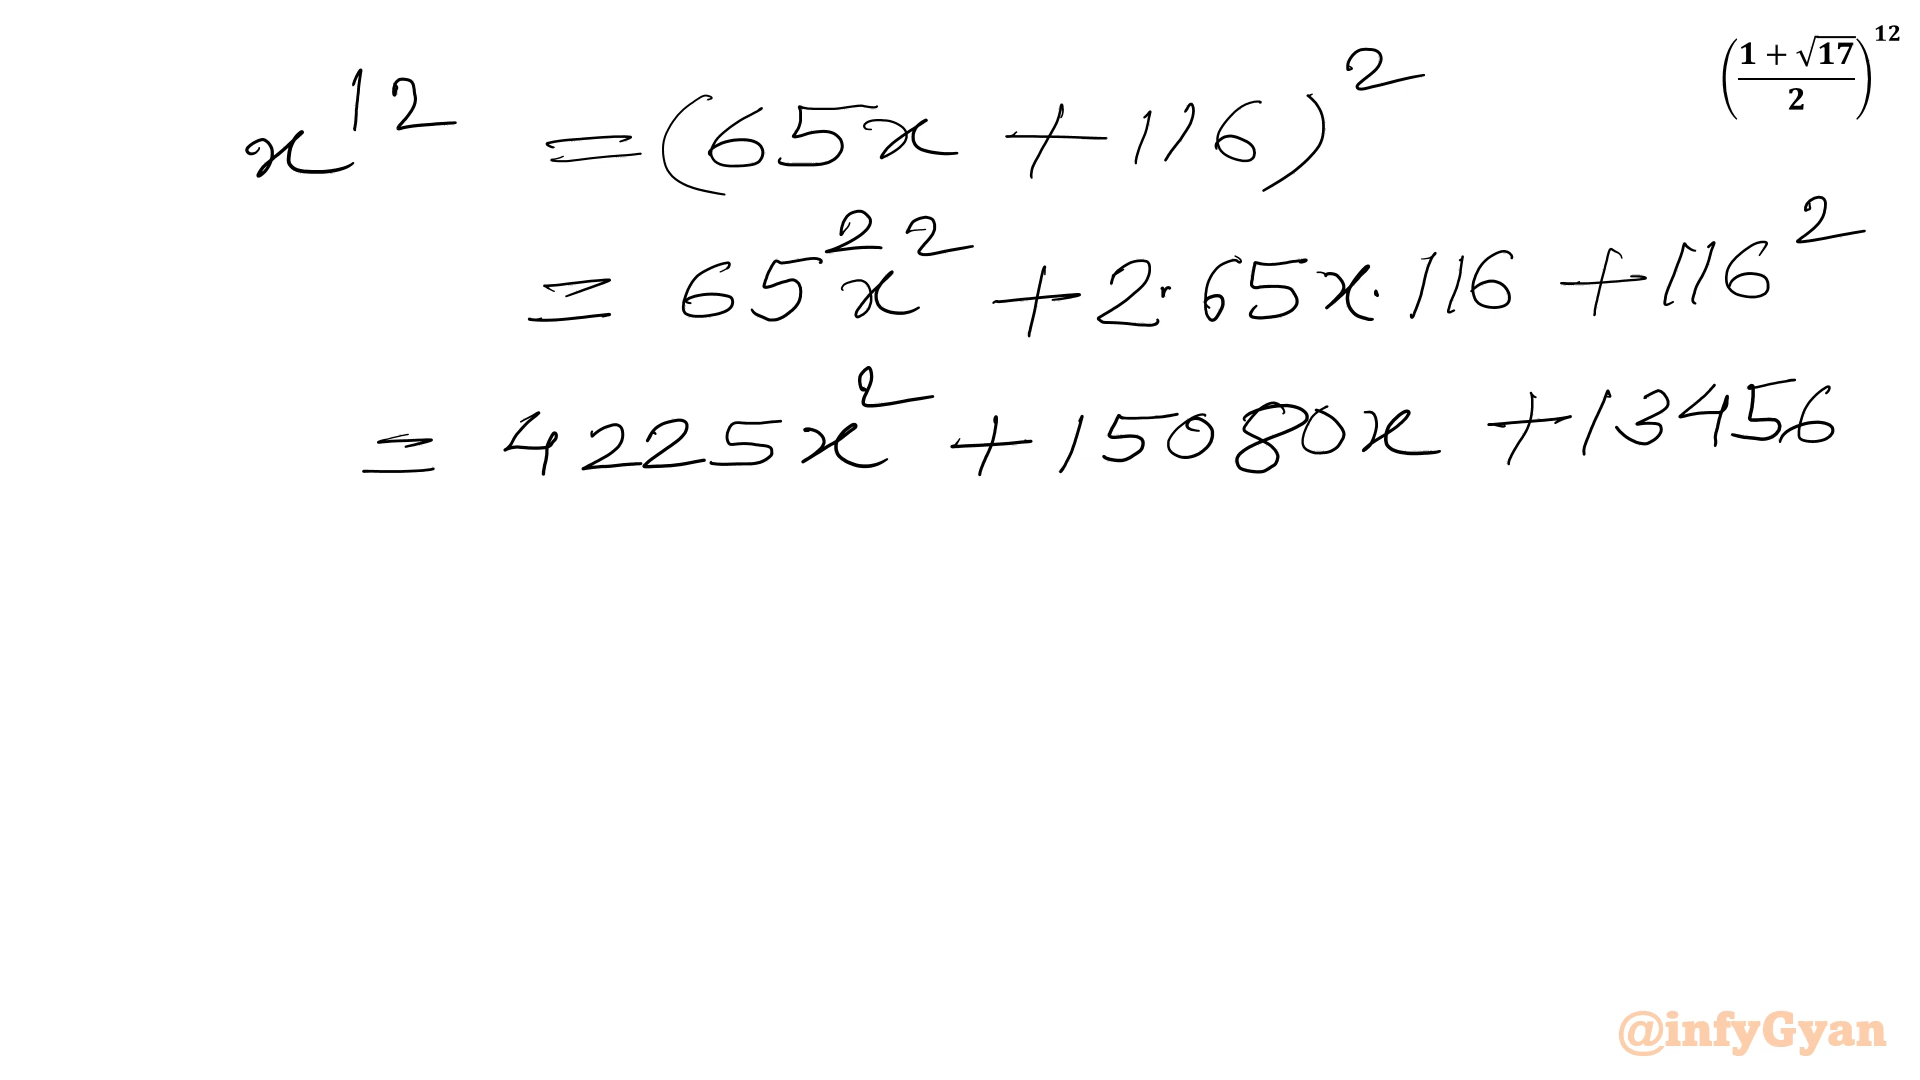 x^12 = (65x + 116)^2
= 65^2 x^2 + 2·65x·116 + 116^2
= 4225x^2 + 15080x + 13456
((1 + √17)/2)^12
@infyGyan